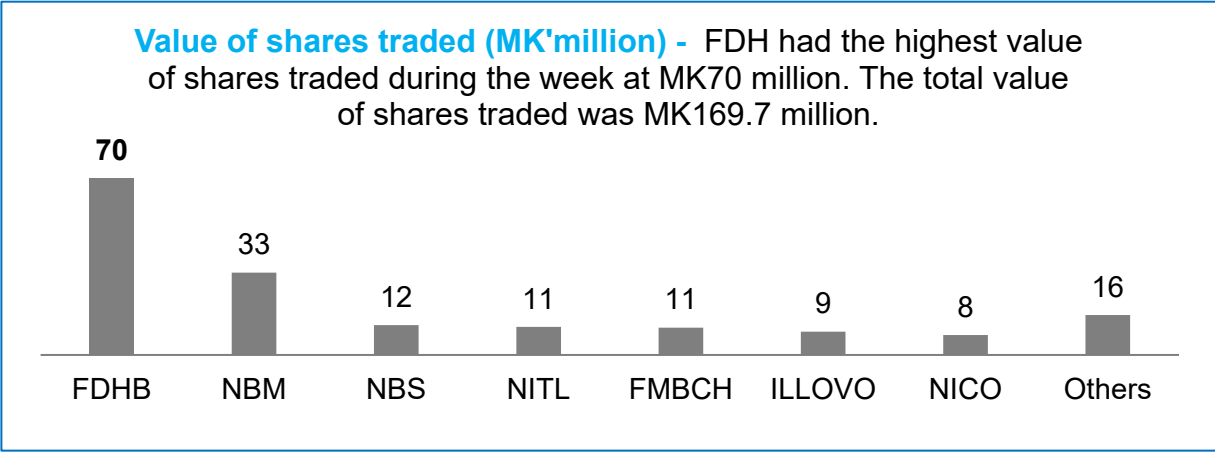 Value of shares traded (MK'million) - FDH had the highest value
of shares traded during the week at MK70 million. The total value
of shares traded was MK169.7 million.
70
33
12
11
11
9
8
16
FDHB
NBM
NBS
NITL
FMBCH
ILLOVO
NICO
Others